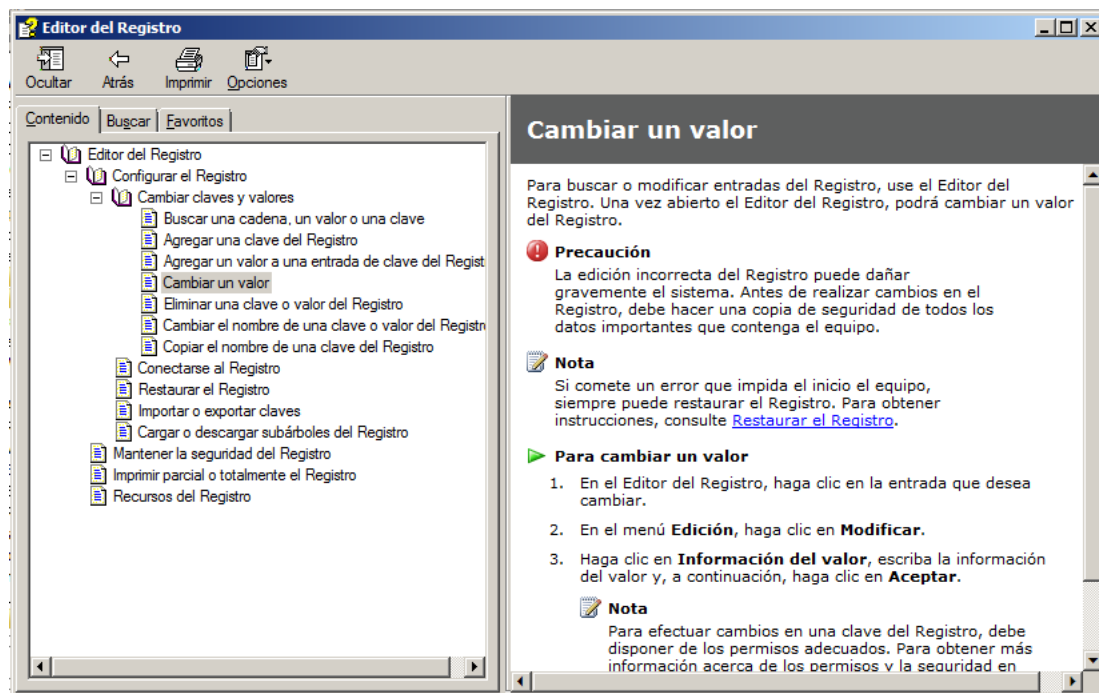 Editor del Registro
Ocultar
Atrás
Imprimir
Opciones
Contenido
Buscar
Favoritos
Editor del Registro
Configurar el Registro
Cambiar claves y valores
Buscar una cadena, un valor o una clave
Agregar una clave del Registro
Agregar un valor a una entrada de clave del Regist
Cambiar un valor
Eliminar una clave o valor del Registro
Cambiar el nombre de una clave o valor del Registr
Copiar el nombre de una clave del Registro
Conectarse al Registro
Restaurar el Registro
Importar o exportar claves
Cargar o descargar subárboles del Registro
Mantener la seguridad del Registro
Imprimir parcial o totalmente el Registro
Recursos del Registro
Cambiar un valor
Para buscar o modificar entradas del Registro, use el Editor del
Registro. Una vez abierto el Editor del Registro, podrá cambiar un valor
del Registro.
Precaución
La edición incorrecta del Registro puede dañar
gravemente el sistema. Antes de realizar cambios en el
Registro, debe hacer una copia de seguridad de todos los
datos importantes que contenga el equipo.
Nota
Si comete un error que impida el inicio el equipo,
siempre puede restaurar el Registro. Para obtener
instrucciones, consulte Restaurar el Registro.
Para cambiar un valor
1. En el Editor del Registro, haga clic en la entrada que desea
cambiar.
2. En el menú Edición, haga clic en Modificar.
3. Haga clic en Información del valor, escriba la información
del valor y, a continuación, haga clic en Aceptar.
Nota
Para efectuar cambios en una clave del Registro, debe
disponer de los permisos adecuados. Para obtener más
información acerca de los permisos y la seguridad en